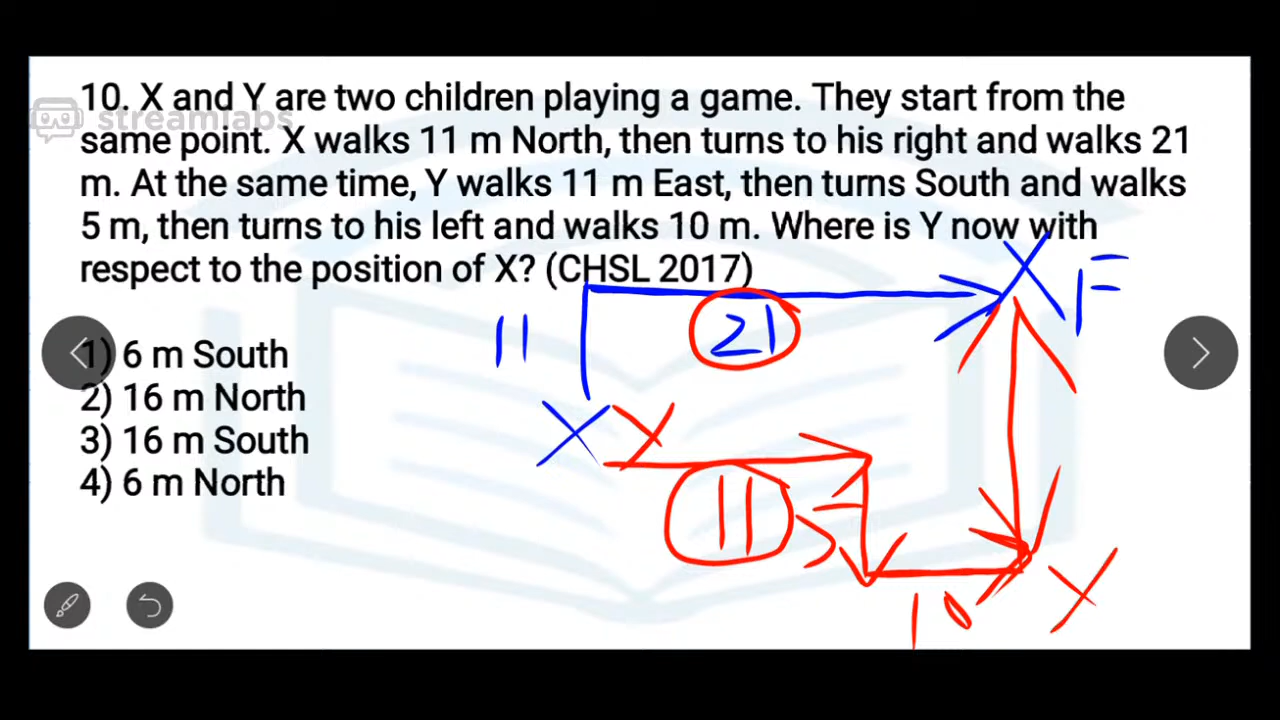 10. X and Y are two children playing a game. They start from the
streamlabs
same point. X walks 11 m North, then turns to his right and walks 21
m. At the same time, Y walks 11 m East, then turns South and walks
5 m, then turns to his left and walks 10 m. Where is Y now with
respect to the position of X? (CHSL 2017)
X F
21
11
1) 6 m South
2) 16 m North
3) 16 m South
4) 6 m North
X Y
11
5
10
Y